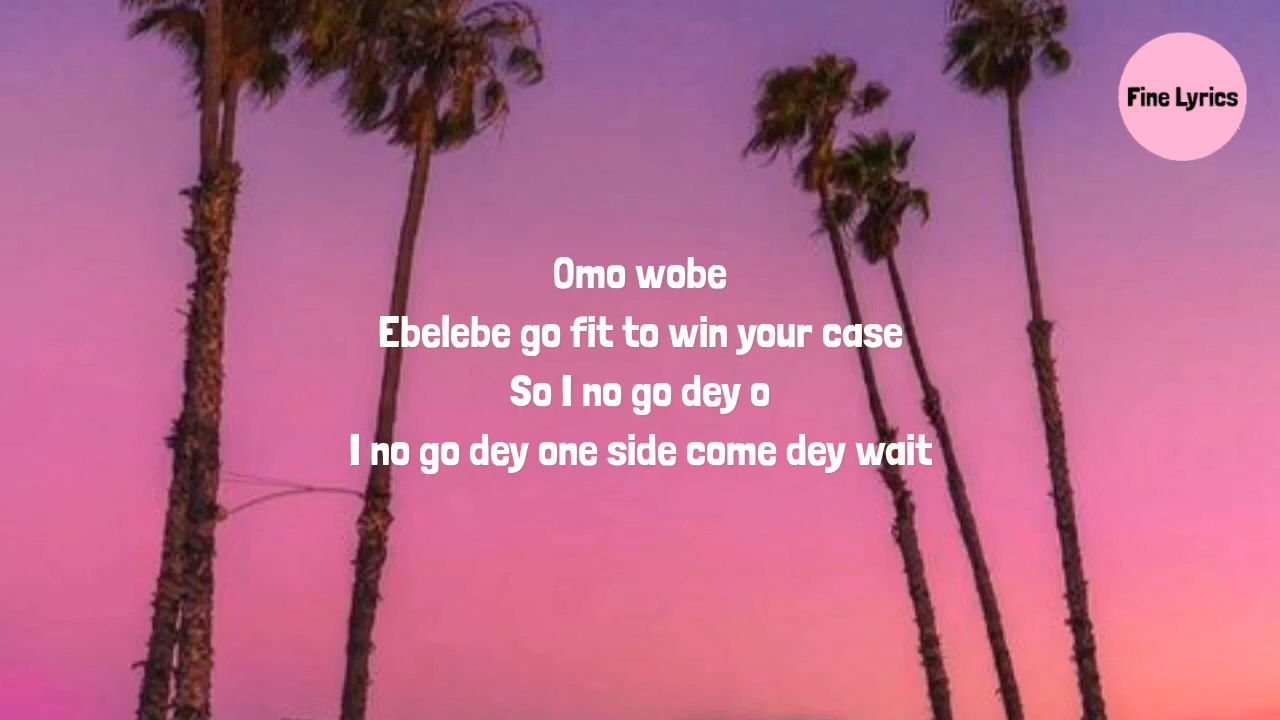 Fine Lyrics
Omo wobe
Ebelebe go fit to win your case
So I no go dey o
I no go dey one side come dey wait